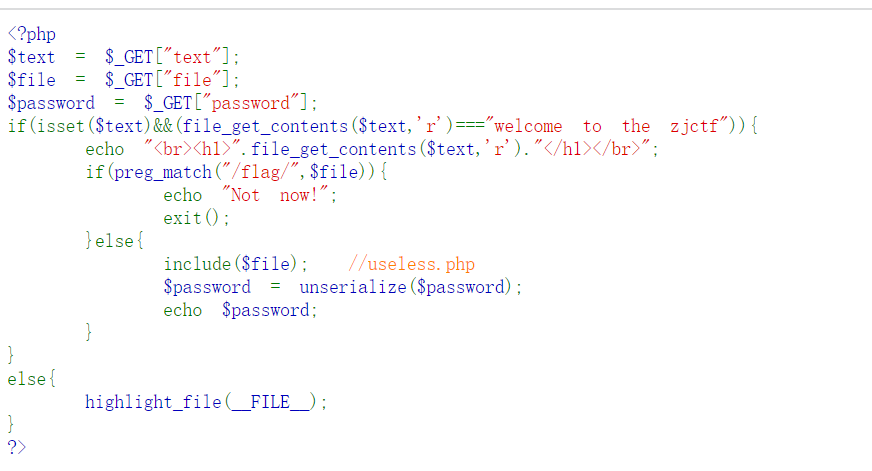 <?php
$text = $_GET["text"];
$file = $_GET["file"];
$password = $_GET["password"];
if(isset($text)&&(file_get_contents($text,'r')==="welcome to the zjctf")){
echo "<br><h1>".file_get_contents($text,'r')."</h1></br>";
if(preg_match("/flag/",$file)){
echo "Not now!";
exit();
}else{
include($file); //useless.php
$password = unserialize($password);
echo $password;
}
}
else{
highlight_file(__FILE__);
}
?>